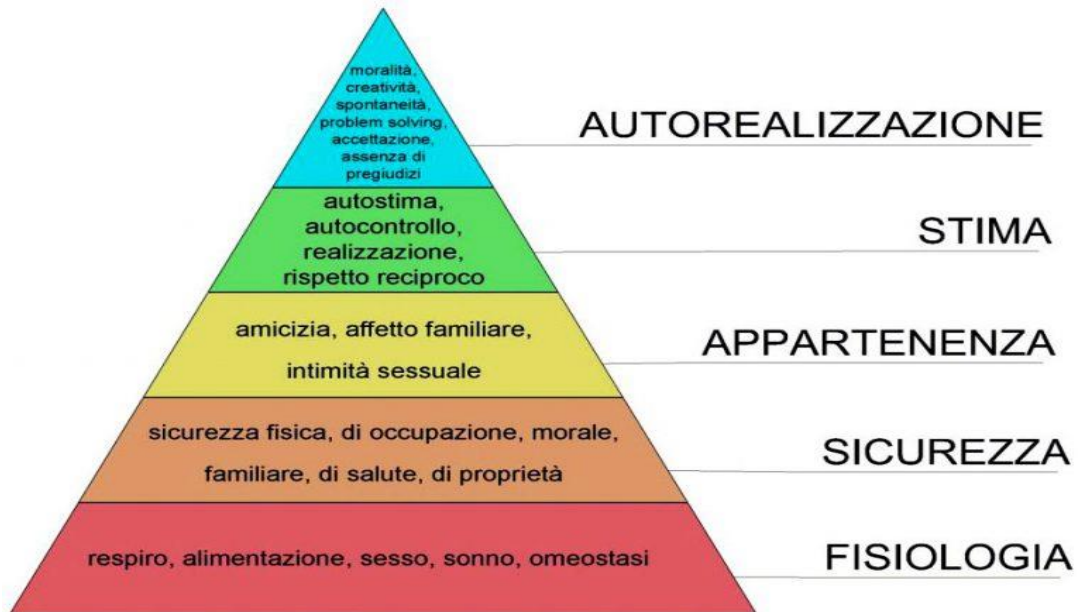 moralità,
creatività,
spontaneità,
problem solving,
accettazione,
assenza di
pregiudizi
AUTOREALIZZAZIONE
autostima,
autocontrollo,
realizzazione,
rispetto reciproco
STIMA
amicizia, affetto familiare,
intimità sessuale
APPARTENENZA
sicurezza fisica, di occupazione, morale,
familiare, di salute, di proprietà
SICUREZZA
respiro, alimentazione, sesso, sonno, omeostasi
FISIOLOGIA